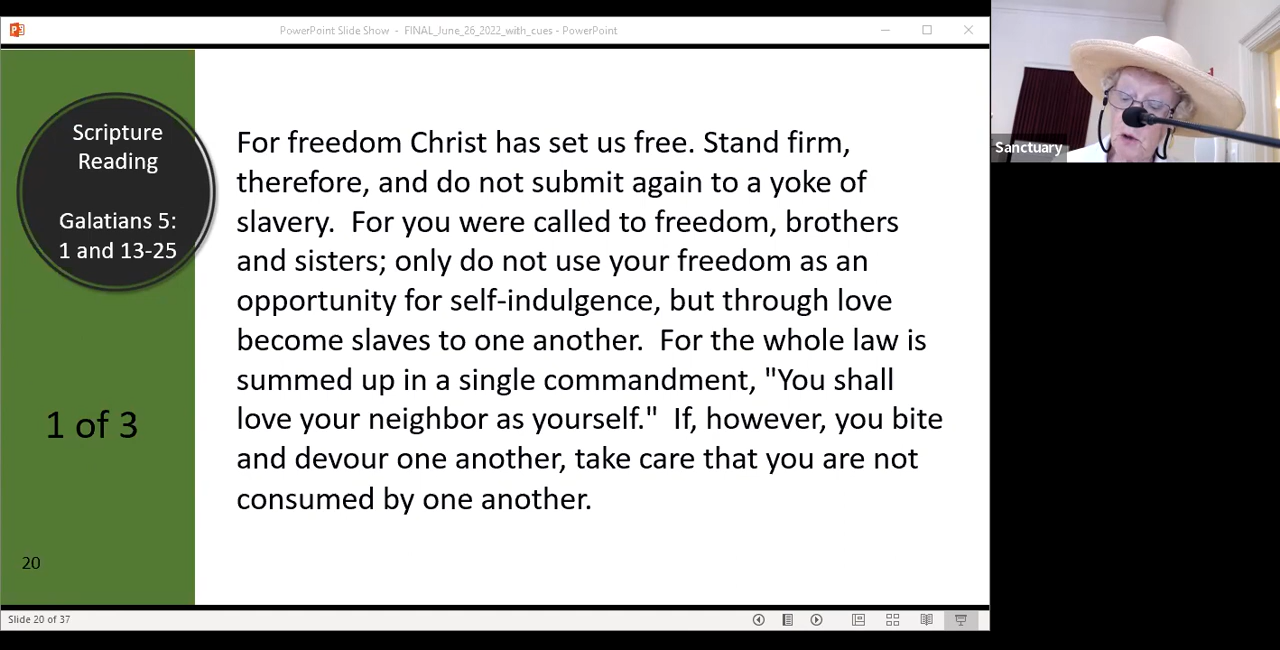 PowerPoint Slide Show - FINAL_June_26_2022_with_cues - PowerPoint
Scripture
Reading
Galatians 5:
1 and 13-25
1 of 3
20
For freedom Christ has set us free. Stand firm,
therefore, and do not submit again to a yoke of
slavery.  For you were called to freedom, brothers
and sisters; only do not use your freedom as an
opportunity for self-indulgence, but through love
become slaves to one another.  For the whole law is
summed up in a single commandment, "You shall
love your neighbor as yourself."  If, however, you bite
and devour one another, take care that you are not
consumed by one another.
Sanctuary
Slide 20 of 37